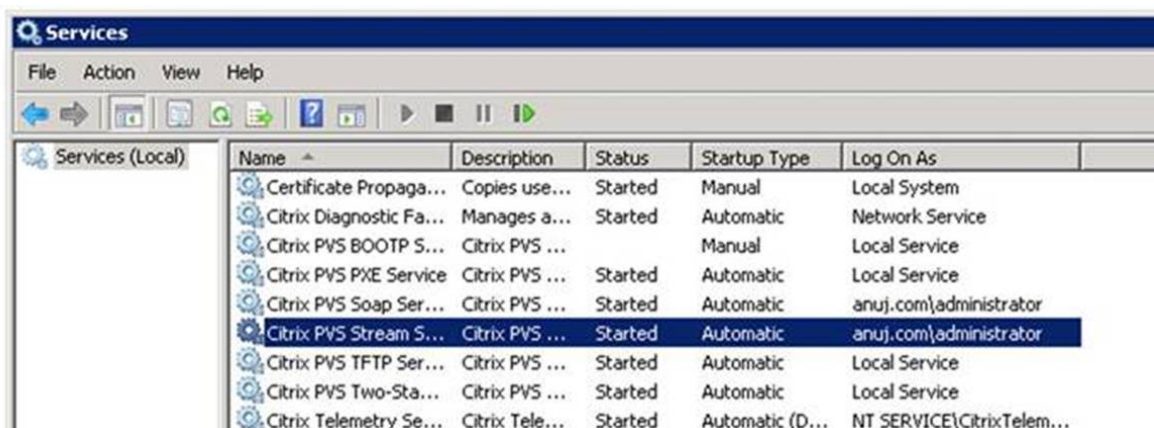 Services
File Action View Help
Services (Local)
Name Description Status Startup Type Log On As
Certificate Propaga... Copies use... Started Manual Local System
Citrix Diagnostic Fa... Manages a... Started Automatic Network Service
Citrix PVS BOOTP S... Citrix PVS ... Manual Local Service
Citrix PVS PXE Service Citrix PVS ... Started Automatic Local Service
Citrix PVS Soap Ser... Citrix PVS ... Started Automatic anuj.com\administrator
Citrix PVS Stream S... Citrix PVS ... Started Automatic anuj.com\administrator
Citrix PVS TFTP Ser... Citrix PVS ... Started Automatic Local Service
Citrix PVS Two-Sta... Citrix PVS ... Started Automatic Local Service
Citrix Telemetry Se... Citrix Tele... Started Automatic (D... NT SERVICE\CitrixTelem...